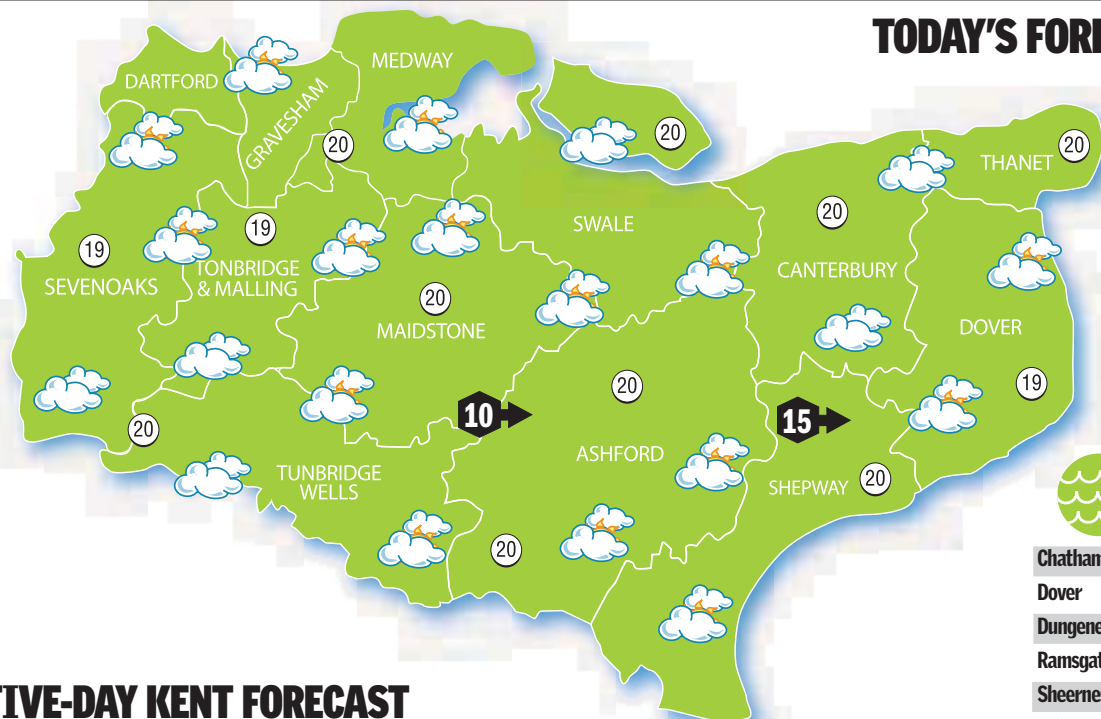 TODAY'S FORE
MEDWAY
DARTFORD
GRAVESHAM
20
20
THANET
20
SWALE
20
19
19
SEVENOAKS
TONBRIDGE
& MALLING
CANTERBURY
20
MAIDSTONE
DOVER
20
19
10
15
20
ASHFORD
TUNBRIDGE
WELLS
SHEPWAY
20
20
Chatham
Dover
Dungene
Ramsgat
Sheerne
FIVE-DAY KENT FORECAST